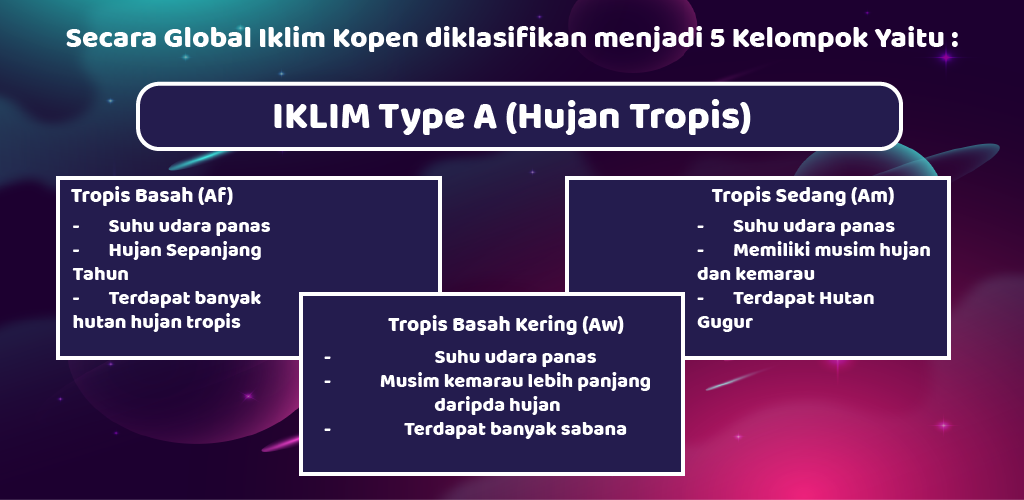 Secara Global Iklim Kopen diklasifikan menjadi 5 Kelompok Yaitu :
IKLIM Type A (Hujan Tropis)
Tropis Basah (Af)
- Suhu udara panas
- Hujan Sepanjang
Tahun
- Terdapat banyak
hutan hujan tropis
Tropis Sedang (Am)
- Suhu udara panas
- Memiliki musim hujan
dan kemarau
- Terdapat Hutan
Gugur
Tropis Basah Kering (Aw)
- Suhu udara panas
- Musim kemarau lebih panjang
daripda hujan
- Terdapat banyak sabana